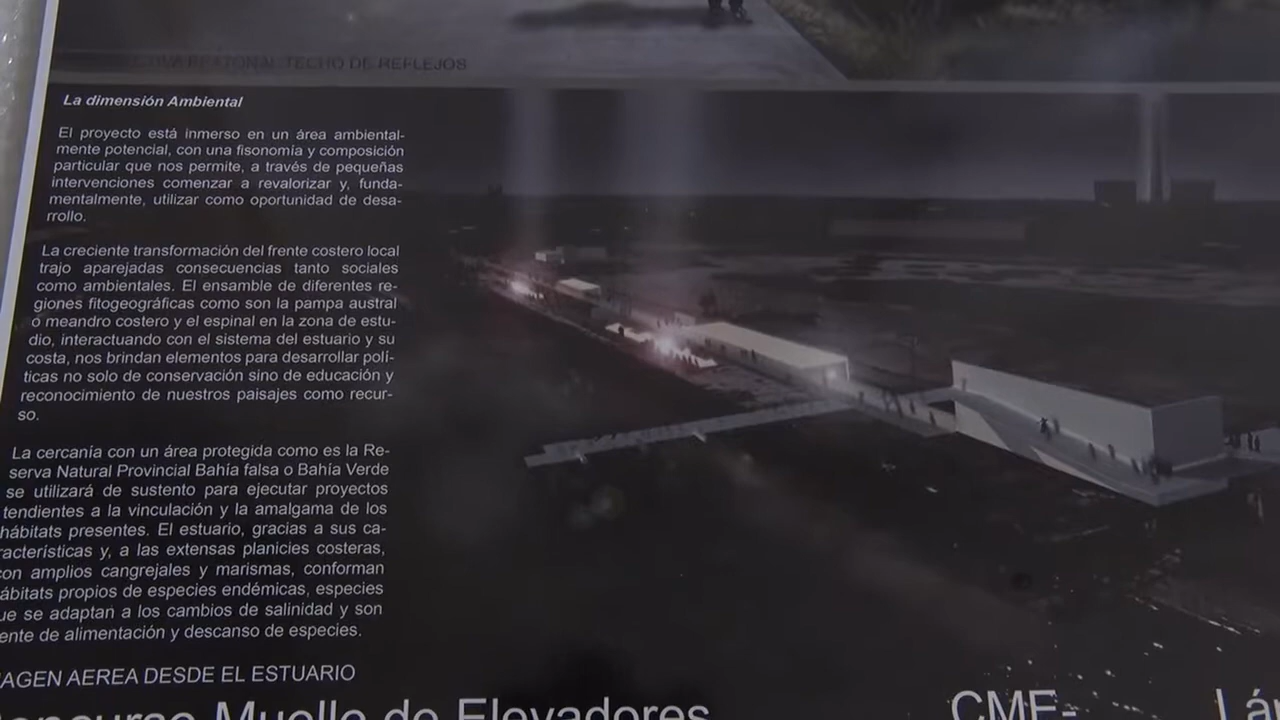 TECHO DE REFLEJOS
La dimensión Ambiental
El proyecto está inmerso en un área ambiental-
mente potencial, con una fisonomía y composición
particular que nos permite, a través de pequeñas
intervenciones comenzar a revalorizar y, funda-
mentalmente, utilizar como oportunidad de desa-
rrollo.
La creciente transformación del frente costero local
trajo aparejadas consecuencias tanto sociales
como ambientales. El ensamble de diferentes re-
giones fitogeográficas como son la pampa austral
o meandro costero y el espinal en la zona de estu-
dio, interactuando con el sistema del estuario y su
costa, nos brindan elementos para desarrollar polí-
ticas no solo de conservación sino de educación y
reconocimiento de nuestros paisajes como recur-
so.
La cercanía con un área protegida como es la Re-
serva Natural Provincial Bahía falsa o Bahía Verde
se utilizará de sustento para ejecutar proyectos
tendientes a la vinculación y la amalgama de los
hábitats presentes. El estuario, gracias a sus ca-
racterísticas y, a las extensas planicies costeras,
con amplios cangrejales y marismas, conforman
ábitats propios de especies endémicas, especies
ue se adaptan a los cambios de salinidad y son
ente de alimentación y descanso de especies.
AGEN AEREA DESDE EL ESTUARIO
oncurso Muelle de Elevadores CME- Lá